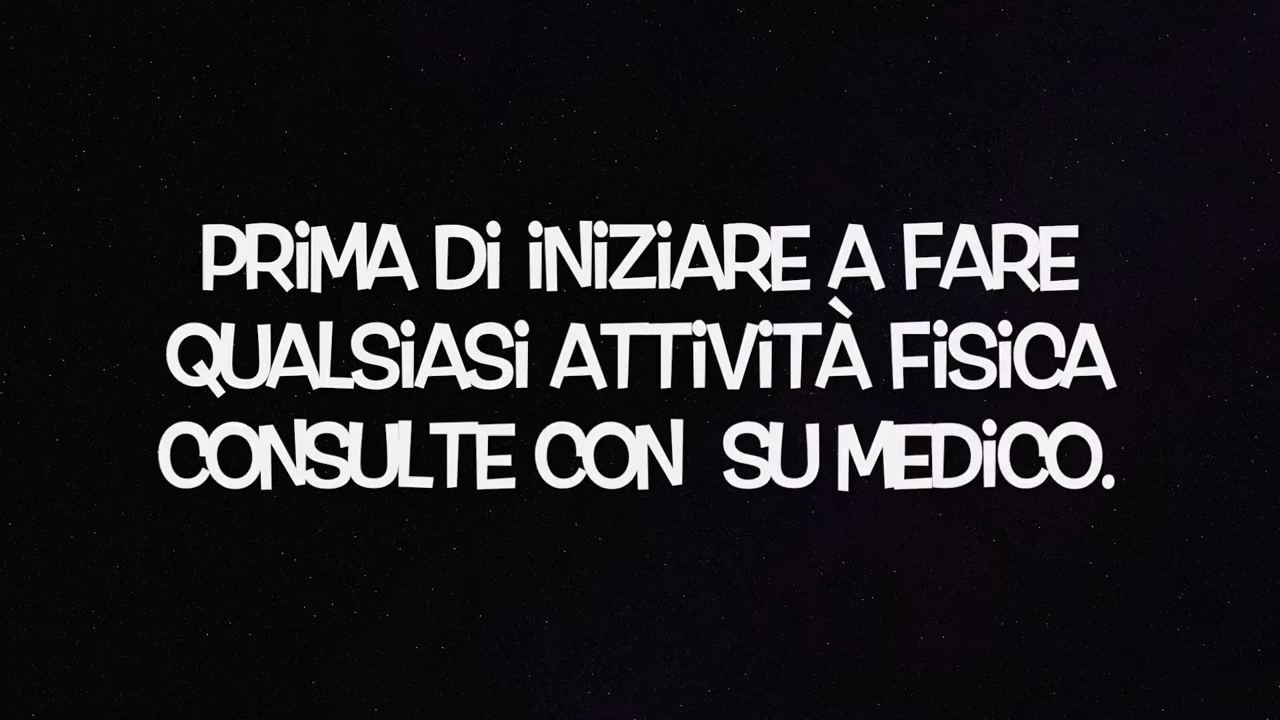 PRiMA Di iNiZiARE A FARE
QUALSiASi ATTiViTÀ FiSiCA
CONSULTE CON SU MEDiCO.